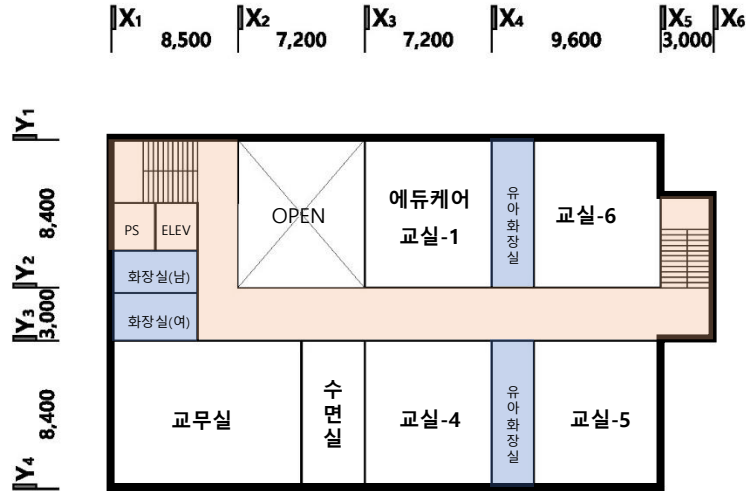 X1 X2 X3 X4 X5 X6
8,500 7,200 7,200 9,600 3,000
Y1
8,400
Y2
3,000
Y3
8,400
Y4
OPEN
에듀케어
교실-1
유아화장실
교실-6
PS ELEV
화장실(남)
화장실(여)
교무실
수면실
교실-4
유아화장실
교실-5